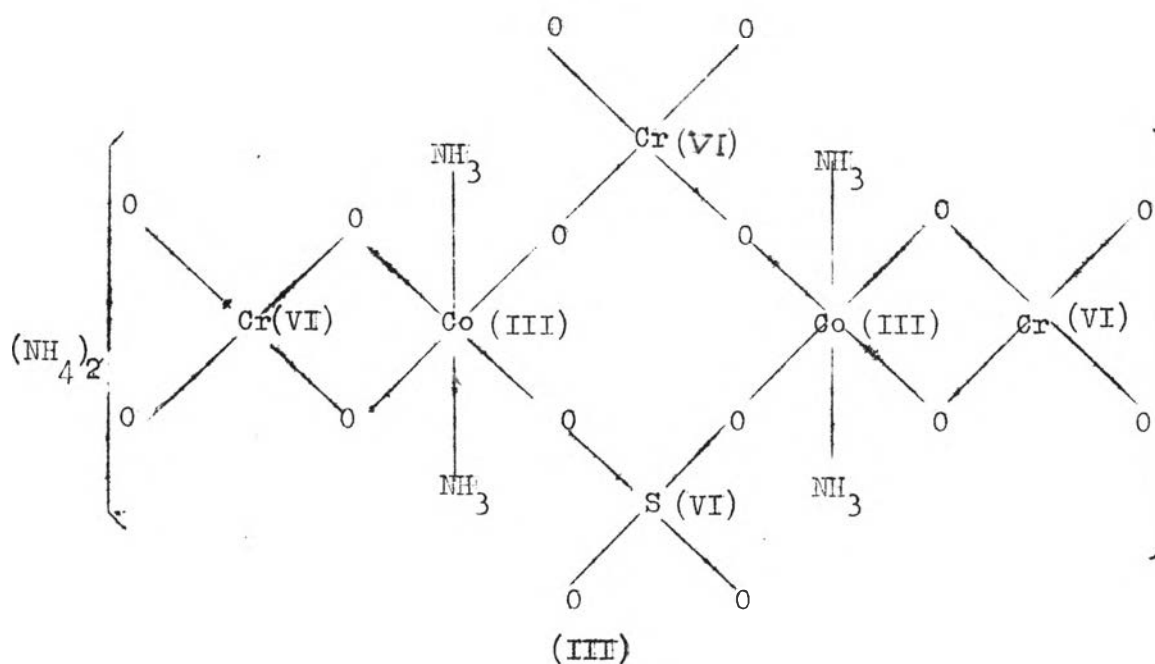 O O
Cr (VI)
NH3 NH3
O O O O O O
Cr(VI) Co (III) Co (III) Cr (VI)
(NH4)2
O O O O O O
NH3 NH3
S (VI)
O O
(III)